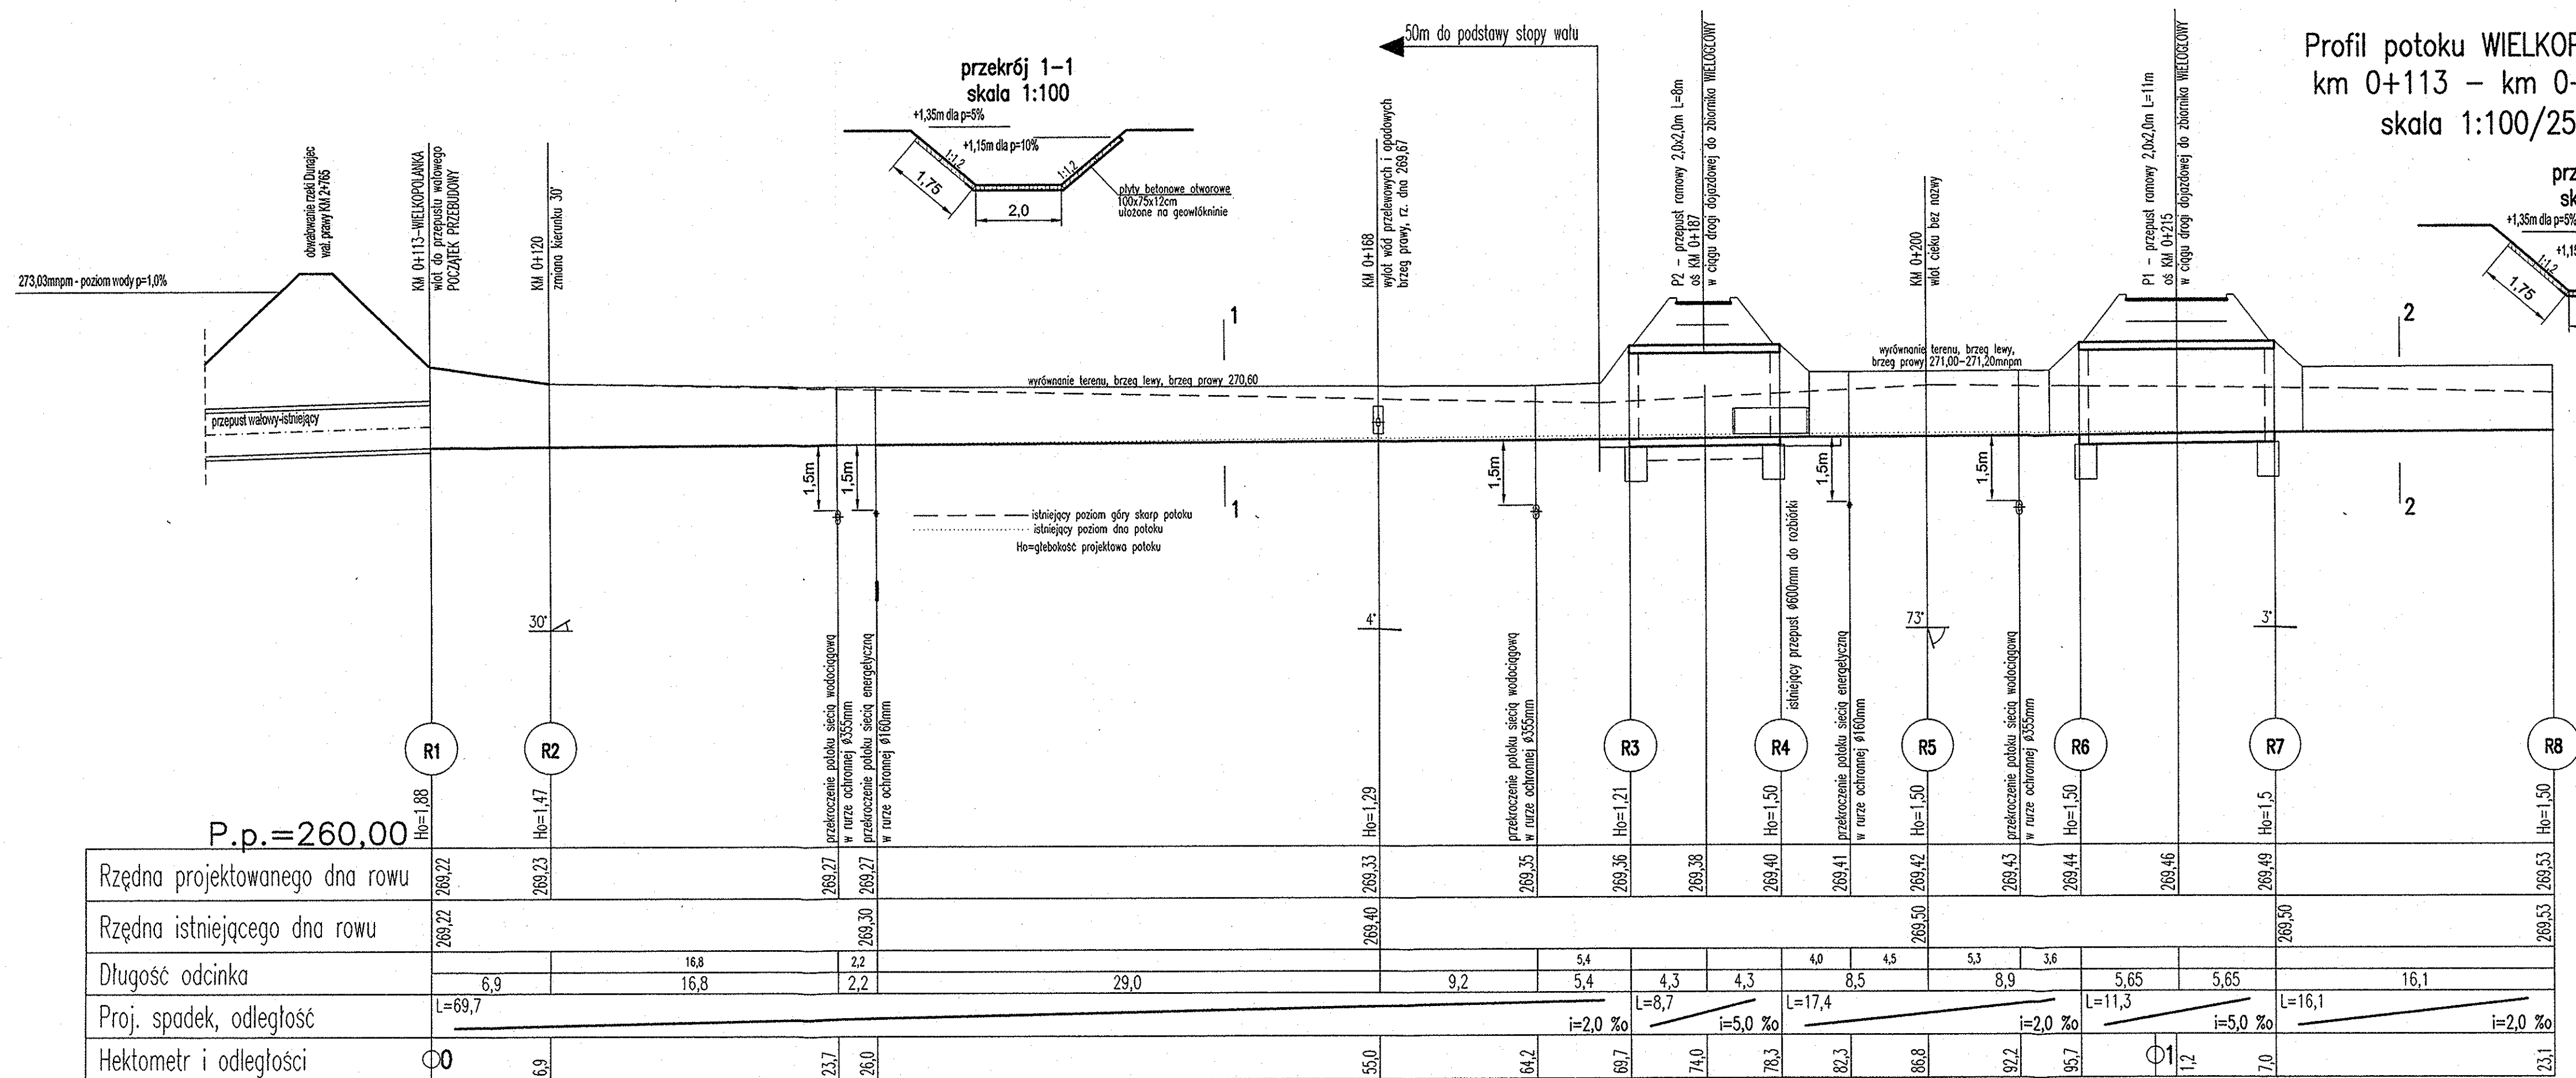 Profil potoku
km 0+113 – km
skala 1:100/25
przekrój 1-1
skala 1:100
+1,35m dla p=5%
+1,15m dla p=10%
1:1,2
1:1,2
1,75
2,0
płyty betonowe otworowe
100x75x12cm
ułożone na geowłókninie
50m do podstawy stopy wału
+1,35m dla p=5%
1:1,2
1,75
obwałowanie rzeki Dunajec
wał. prawy KM 2+765
273,03mnpm - poziom wody p=1,0%
KM 0+113-WIELKOPOLANKA
wlot do przepustu wałowego
POCZĄTEK PRZEBUDOWY
KM 0+120
zmiana kierunku 30°
KM 0+168
wylot wód przelewowych i opadowych
brzeg prawy, rz. dna 269,67
P2 - przepust ramowy 2,0x2,0m L=8m
oś KM 0+187
w ciągu drogi dojazdowej do zbiornika WIELOGŁOWY
KM 0+200
wlot cieku bez nazwy
P1 - przepust ramowy 2,0x2,0m L=11m
oś KM 0+215
w ciągu drogi dojazdowej do zbiornika WIELOGŁOWY
1
2
wyrównanie terenu, brzeg lewy, brzeg prawy 270,60
wyrównanie terenu, brzeg lewy,
brzeg prawy 271,00-271,20mnpm
przepust wałowy-istniejący
1,5m
1,5m
1,5m
1,5m
1,5m
1
2
istniejący poziom góry skarp potoku
istniejący poziom dna potoku
Ho=głebokość projektowa potoku
30°
4°
73°
3°
przekroczenie potoku siecią wodociągową
w rurze ochronnej ø355mm
przekroczenie potoku siecią energetyczną
w rurze ochronnej ø160mm
przekroczenie potoku siecią wodociągową
w rurze ochronnej ø355mm
istniejący przepust ø600mm do rozbiórki
przekroczenie potoku siecią energetyczną
w rurze ochronnej ø160mm
przekroczenie potoku siecią wodociągową
w rurze ochronnej ø355mm
R1 R2 R3 R4 R5 R6 R7 R8
Ho=1,88 Ho=1,47 Ho=1,29 Ho=1,21 Ho=1,50 Ho=1,50 Ho=1,50 Ho=1,5 Ho=1,50
P.p.=260,00
Rzędna projektowanego dna rowu 269,22 269,23 269,27 269,27 269,33 269,35 269,36 269,38 269,40 269,41 269,42 269,43 269,44 269,46 269,49 269,53
Rzędna istniejącego dna rowu 269,22 269,30 269,40 269,50 269,50 269,53
16,8 2,2 5,4 4,0 4,5 5,3 3,6
Długość odcinka 6,9 16,8 2,2 29,0 9,2 5,4 4,3 4,3 8,5 8,9 5,65 5,65 16,1
Proj. spadek, odległość L=69,7 i=2,0 ‰ L=8,7 i=5,0 ‰ L=17,4 i=2,0 ‰ L=11,3 i=5,0 ‰ L=16,1 i=2,0 ‰
Hektometr i odległości 0 6,9 23,7 26,0 55,0 64,2 69,7 74,0 78,3 82,3 86,8 92,2 95,7 1 1,2 7,0 23,1